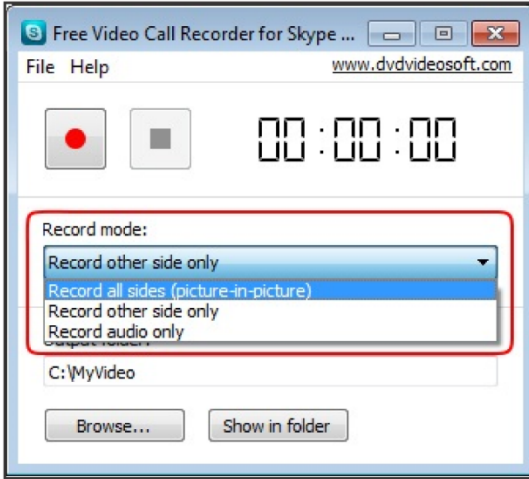 Free Video Call Recorder for Skype ...
File Help www.dvdvideosoft.com
00:00:00
Record mode:
Record other side only
Record all sides (picture-in-picture)
Record other side only
Record audio only
C:\MyVideo
Browse... Show in folder